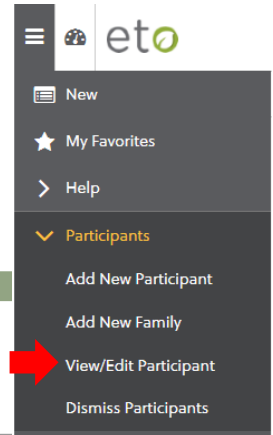 eto
New
My Favorites
Help
Participants
Add New Participant
Add New Family
View/Edit Participant
Dismiss Participants